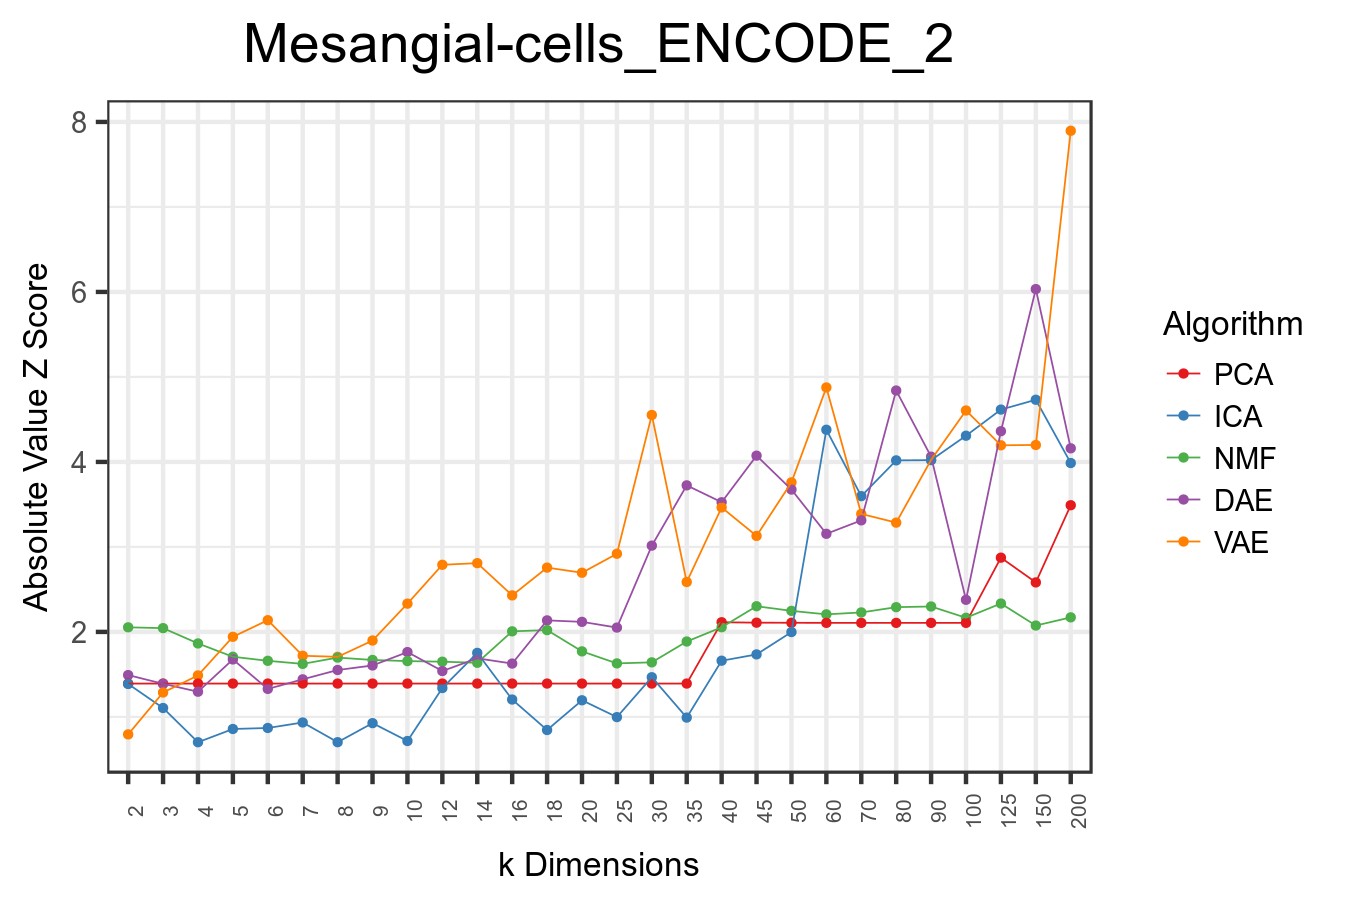 Mesangial-cells_ENCODE_2
Absolute Value Z Score
8
6
4
2
2 3 4 5 6 7 8 9 10 12 14 16 18 20 25 30 35 40 45 50 60 70 80 90 100 125 150 200
k Dimensions
Algorithm
PCA
ICA
NMF
DAE
VAE